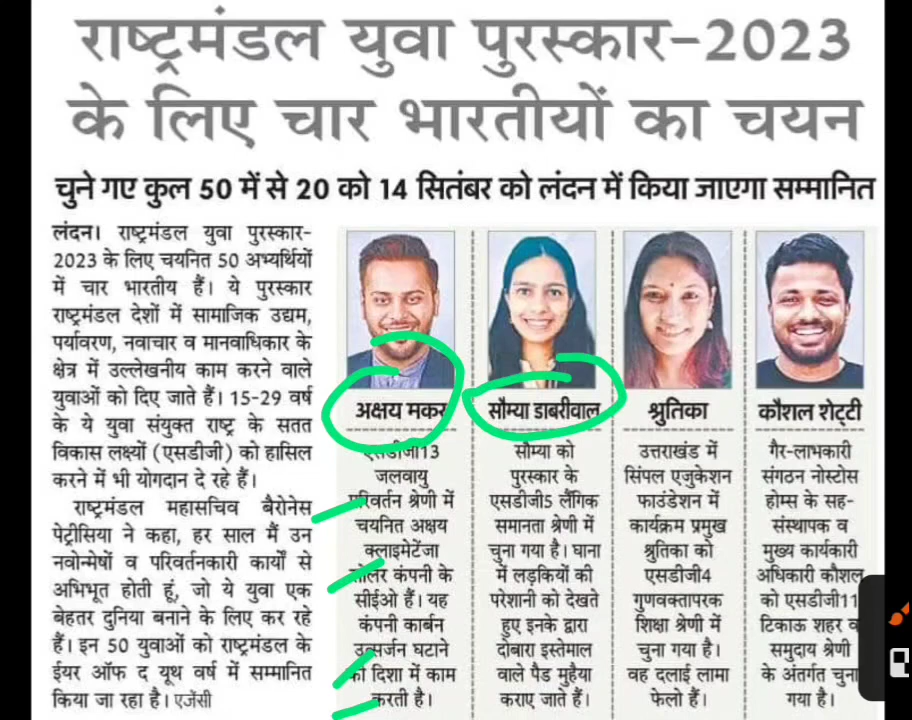 राष्ट्रमंडल युवा पुरस्कार-2023
के लिए चार भारतीयों का चयन
चुने गए कुल 50 में से 20 को 14 सितंबर को लंदन में किया जाएगा सम्मानित
लंदन। राष्ट्रमंडल युवा पुरस्कार-
2023 के लिए चयनित 50 अभ्यर्थियों
में चार भारतीय हैं। ये पुरस्कार
राष्ट्रमंडल देशों में सामाजिक उद्यम,
पर्यावरण, नवाचार व मानवाधिकार के
क्षेत्र में उल्लेखनीय काम करने वाले
युवाओं को दिए जाते हैं। 15-29 वर्ष
के ये युवा संयुक्त राष्ट्र के सतत
विकास लक्ष्यों (एसडीजी) को हासिल
करने में भी योगदान दे रहे हैं।
राष्ट्रमंडल महासचिव बैरोनेस
पेट्रीसिया ने कहा, हर साल मैं उन
नवोन्मेषों व परिवर्तनकारी कार्यों से
अभिभूत होती हूं, जो ये युवा एक
बेहतर दुनिया बनाने के लिए कर रहे
हैं। इन 50 युवाओं को राष्ट्रमंडल के
ईयर ऑफ द यूथ वर्ष में सम्मानित
किया जा रहा है। एजेंसी
अक्षय मकर
एसडीजी13
जलवायु
परिवर्तन श्रेणी में
चयनित अक्षय
क्लाइमेटेंजा
सोलर कंपनी के
सीईओ हैं। यह
कंपनी कार्बन
उत्सर्जन घटाने
की दिशा में काम
करती है।
सौम्या डाबरीवाल
सौम्या को
पुरस्कार के
एसडीजी5 लैंगिक
समानता श्रेणी में
चुना गया है। घाना
में लड़कियों की
परेशानी को देखते
हुए इनके द्वारा
दोबारा इस्तेमाल
वाले पैड मुहैया
कराए जाते हैं।
श्रुतिका
उत्तराखंड में
सिंपल एजुकेशन
फाउंडेशन में
कार्यक्रम प्रमुख
श्रुतिका को
एसडीजी4
गुणवक्तापरक
शिक्षा श्रेणी में
चुना गया है।
वह दलाई लामा
फेलो हैं।
कौशल शेट्टी
गैर-लाभकारी
संगठन नोस्टोस
होम्स के सह-
संस्थापक व
मुख्य कार्यकारी
अधिकारी कौशल
को एसडीजी11
टिकाऊ शहर व
समुदाय श्रेणी
के अंतर्गत चुना
गया है।